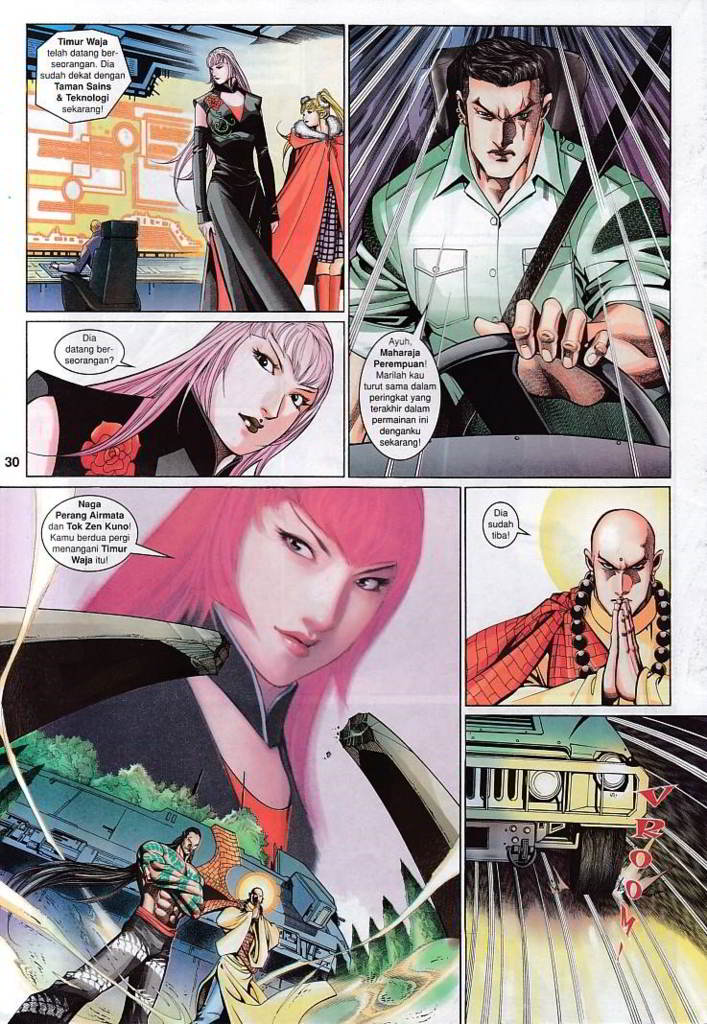 Timur Waja
telah datang ber-
seorangan. Dia
sudah dekat dengan
Taman Sains
& Teknologi
sekarang!
Ayuh,
Maharaja
Perempuan!
Marilah kau
turut sama dalam
peringkat yang
terakhir dalam
permainan ini
denganku
sekarang!
Dia
datang ber-
seorangan?
30
Naga
Perang Airmata
dan Tok Zen Kuno!
Kamu berdua pergi
menangani Timur
Waja itu!
Dia
sudah
tiba!
VROOM!